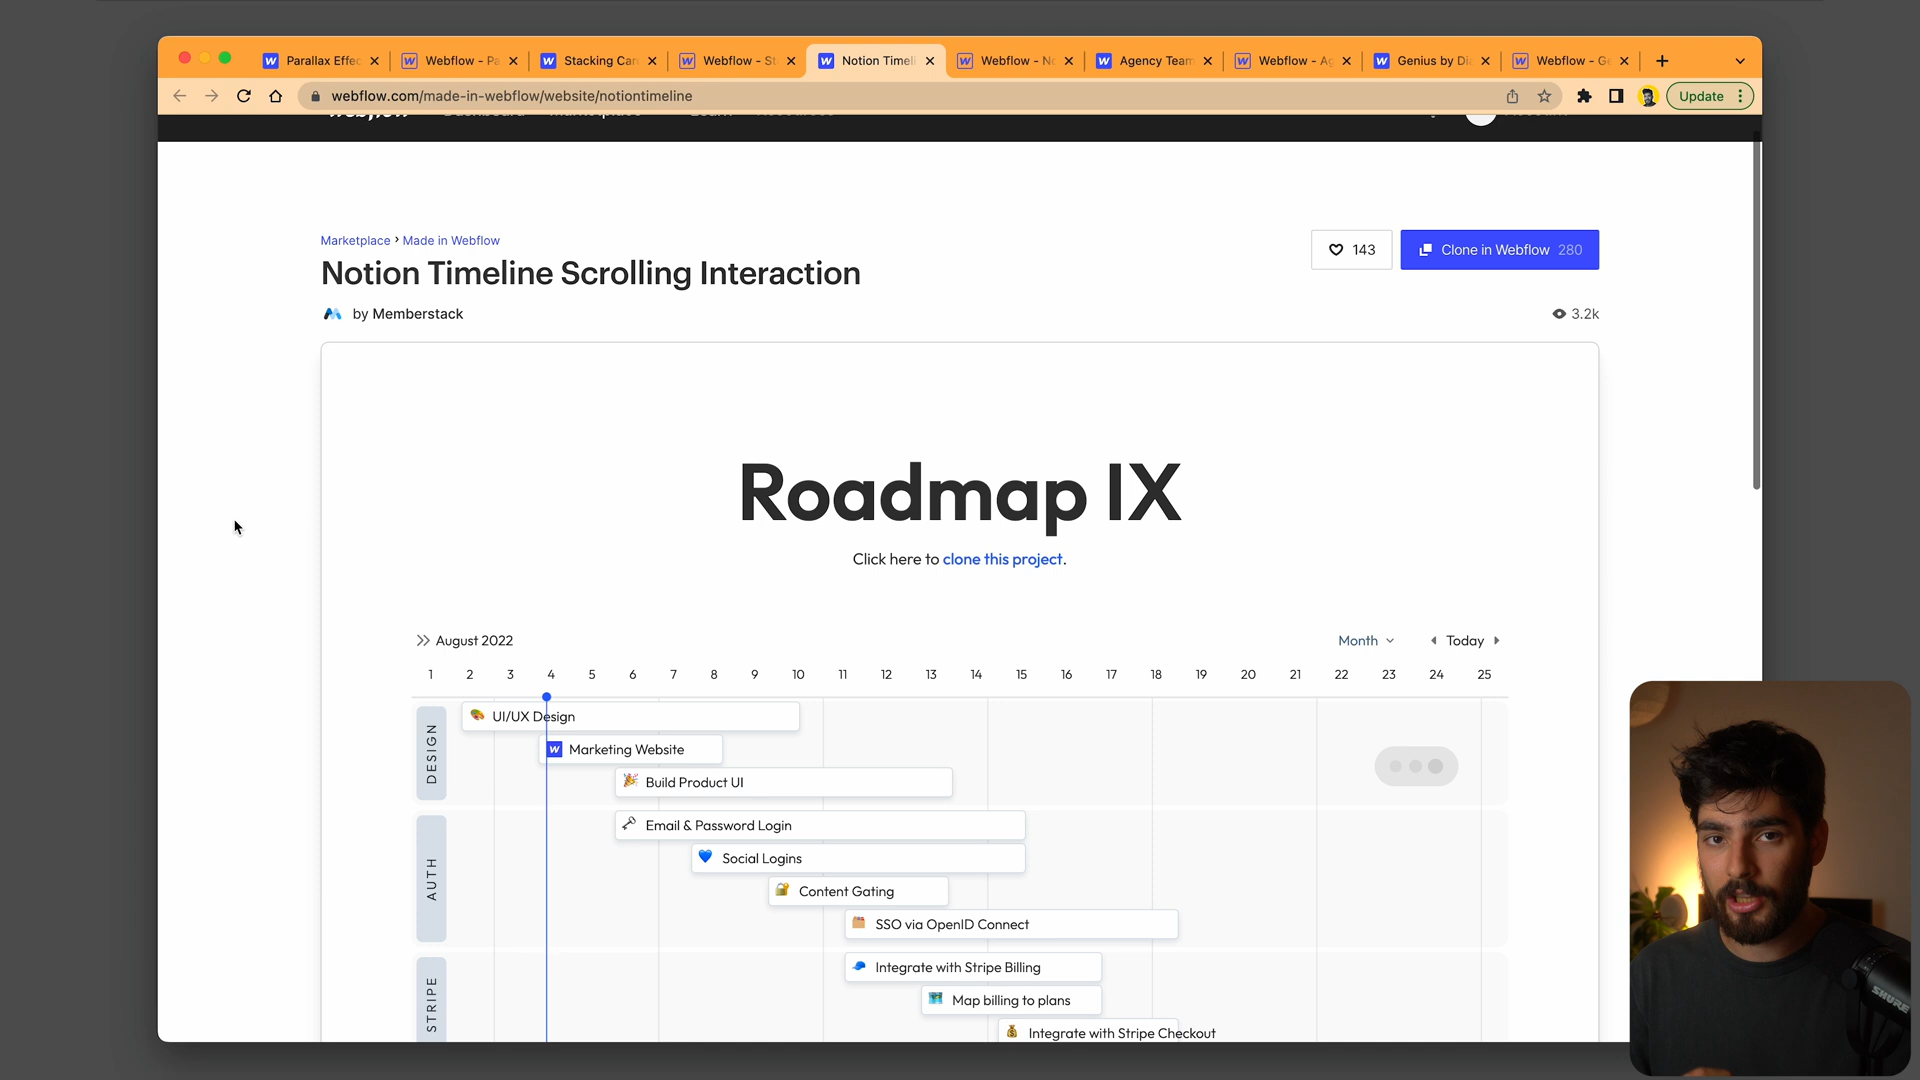 Parallax Effec
Webflow - Pa
Stacking Car
Webflow - St
Notion Timeli
Webflow - No
Agency Team
Webflow - Ag
Genius by Di
Webflow - Ge
webflow.com/made-in-webflow/website/notiontimeline
Update
Marketplace › Made in Webflow
Notion Timeline Scrolling Interaction
by Memberstack
143
Clone in Webflow 280
3.2k
Roadmap IX
Click here to clone this project.
August 2022
Month
Today
1 2 3 4 5 6 7 8 9 10 11 12 13 14 15 16 17 18 19 20 21 22 23 24 25
DESIGN
UI/UX Design
Marketing Website
Build Product UI
AUTH
Email & Password Login
Social Logins
Content Gating
SSO via OpenID Connect
STRIPE
Integrate with Stripe Billing
Map billing to plans
Integrate with Stripe Checkout
SHURE